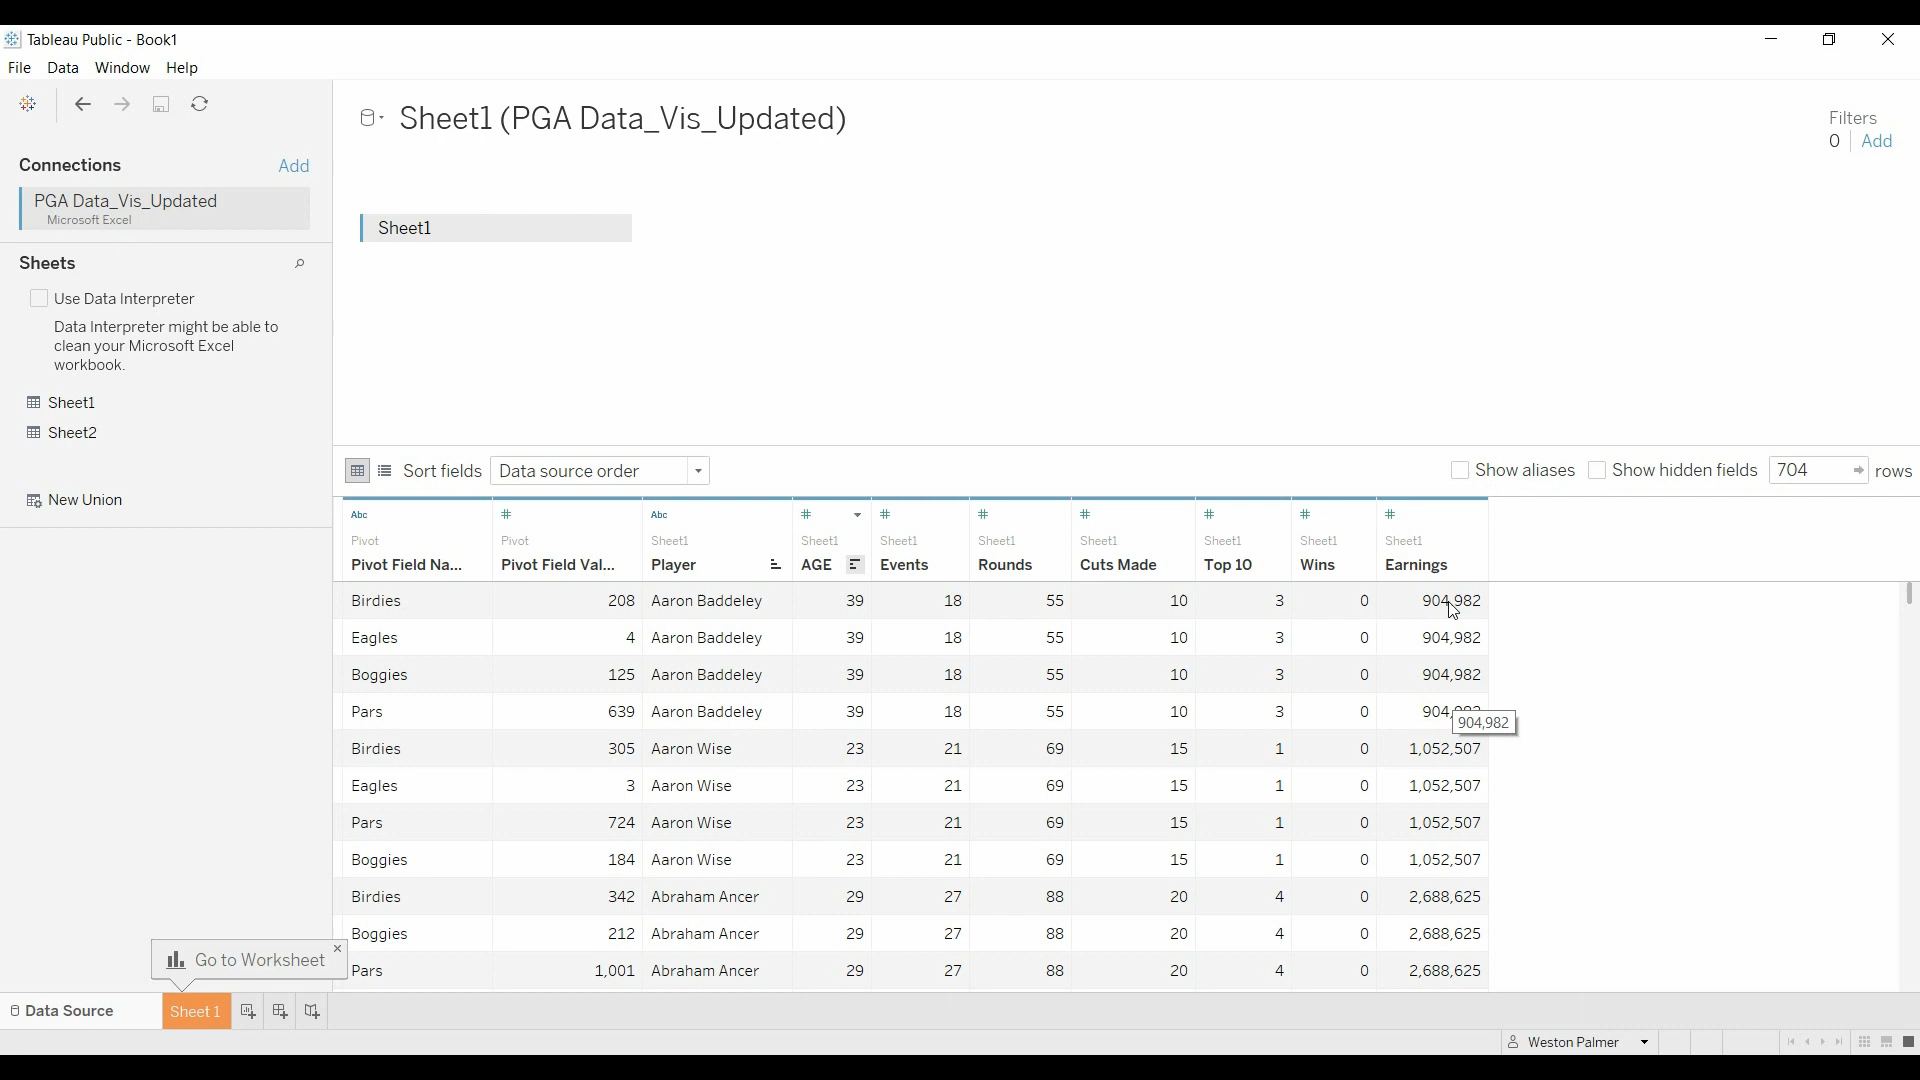 Tableau Public - Book1
File Data Window Help
Connections Add
PGA Data_Vis_Updated
Microsoft Excel
Sheets
Use Data Interpreter
Data Interpreter might be able to
clean your Microsoft Excel
workbook.
Sheet1
Sheet2
New Union
Sheet1 (PGA Data_Vis_Updated)
Filters
0 Add
Sheet1
Sort fields Data source order Show aliases Show hidden fields 704 rows
Abc # Abc # # # # # # #
Pivot Pivot Sheet1 Sheet1 Sheet1 Sheet1 Sheet1 Sheet1 Sheet1 Sheet1
Pivot Field Na... Pivot Field Val... Player AGE Events Rounds Cuts Made Top 10 Wins Earnings
Birdies 208 Aaron Baddeley 39 18 55 10 3 0 904,982
Eagles 4 Aaron Baddeley 39 18 55 10 3 0 904,982
Boggies 125 Aaron Baddeley 39 18 55 10 3 0 904,982
Pars 639 Aaron Baddeley 39 18 55 10 3 0 904,982
904,982
Birdies 305 Aaron Wise 23 21 69 15 1 0 1,052,507
Eagles 3 Aaron Wise 23 21 69 15 1 0 1,052,507
Pars 724 Aaron Wise 23 21 69 15 1 0 1,052,507
Boggies 184 Aaron Wise 23 21 69 15 1 0 1,052,507
Birdies 342 Abraham Ancer 29 27 88 20 4 0 2,688,625
Boggies 212 Abraham Ancer 29 27 88 20 4 0 2,688,625
Pars 1,001 Abraham Ancer 29 27 88 20 4 0 2,688,625
Go to Worksheet
Data Source Sheet 1
Weston Palmer